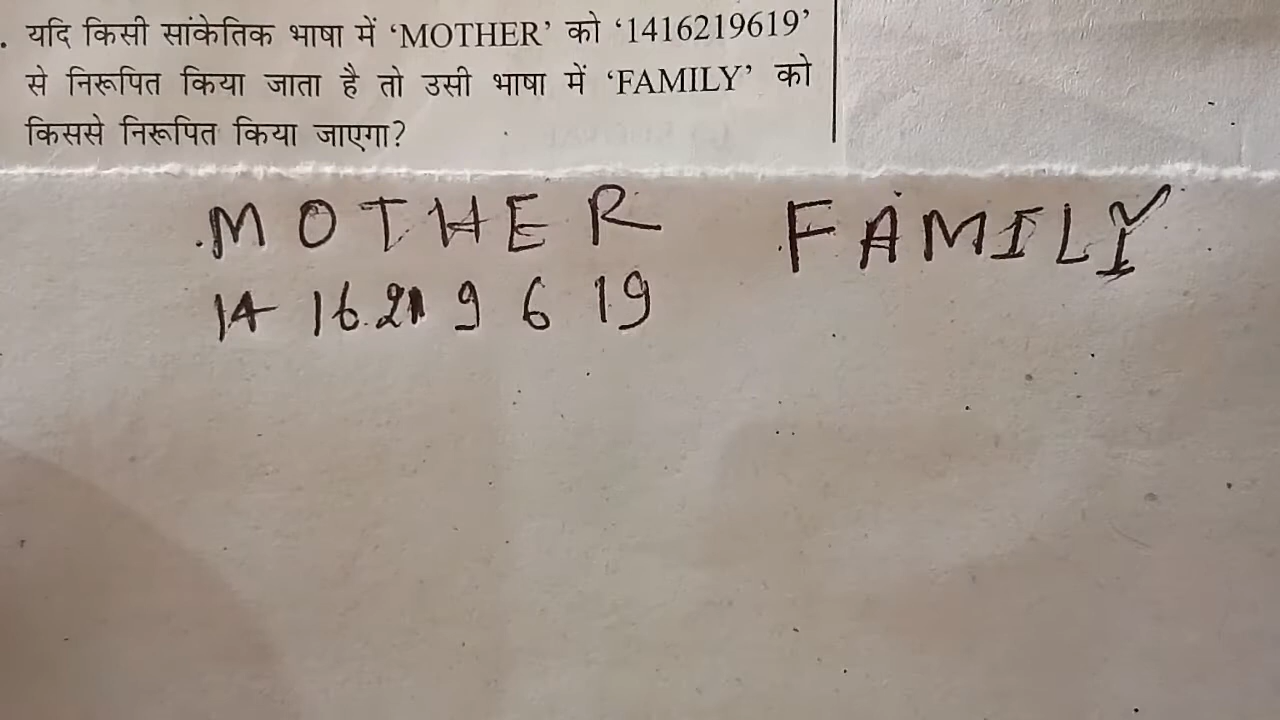 . यदि किसी सांकेतिक भाषा में ‘MOTHER’ को ‘1416219619’
से निरूपित किया जाता है तो उसी भाषा में ‘FAMILY’ को
किससे निरूपित किया जाएगा?
MOTHER FAMILY
14 16 21 9 6 19